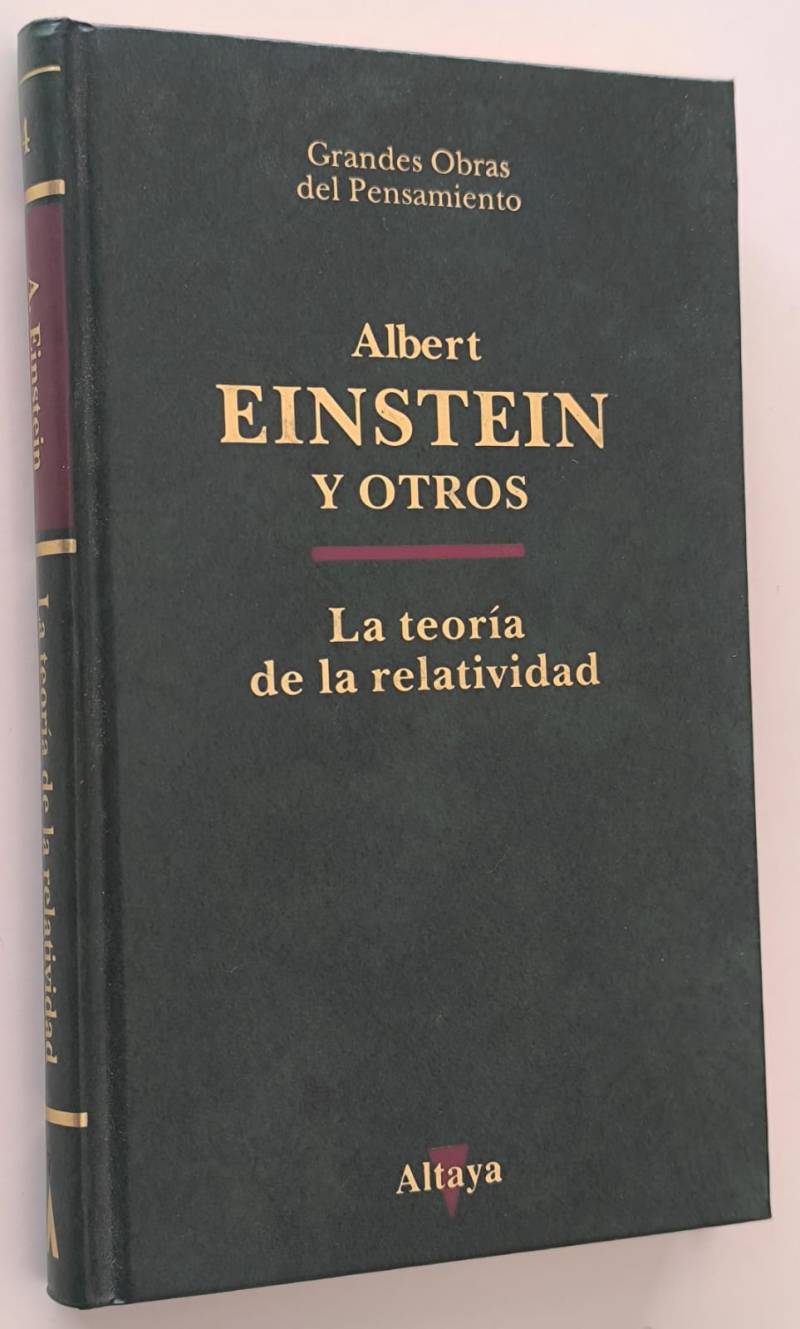 Grandes Obras
del Pensamiento
Albert
EINSTEIN
Y OTROS
La teoría
de la relatividad
Altaya
4
A. Einstein
La teoría de la relatividad